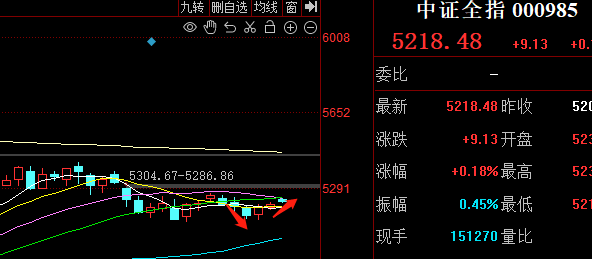 九转 删自选 均线 窗
中证全指 000985
6008
5218.48 +9.13 +0.1
委比 —
5652
最新 5218.48 昨收 520
5304.67-5286.86
涨跌 +9.13 开盘 523
5291
涨幅 +0.18% 最高 523
振幅 0.45% 最低 521
现手 151270 量比